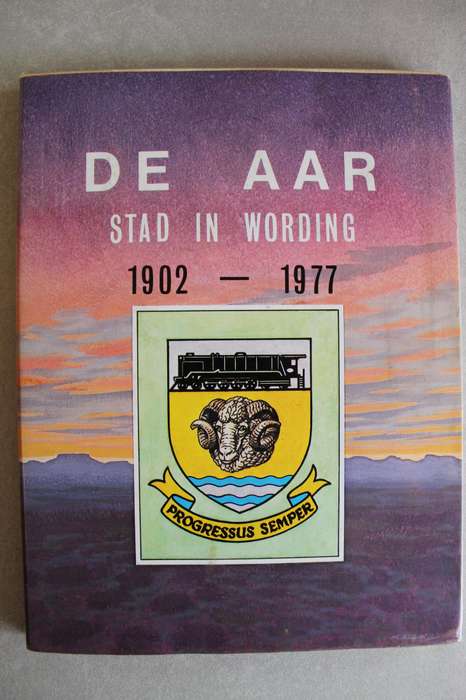 DE AAR
STAD IN WORDING
1902 — 1977
PROGRESSUS SEMPER